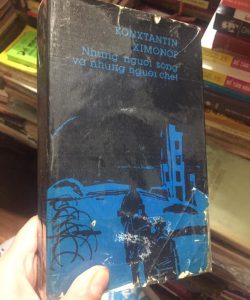 KONXTANTIN
XIMONOP
Những người sống
và những người chết